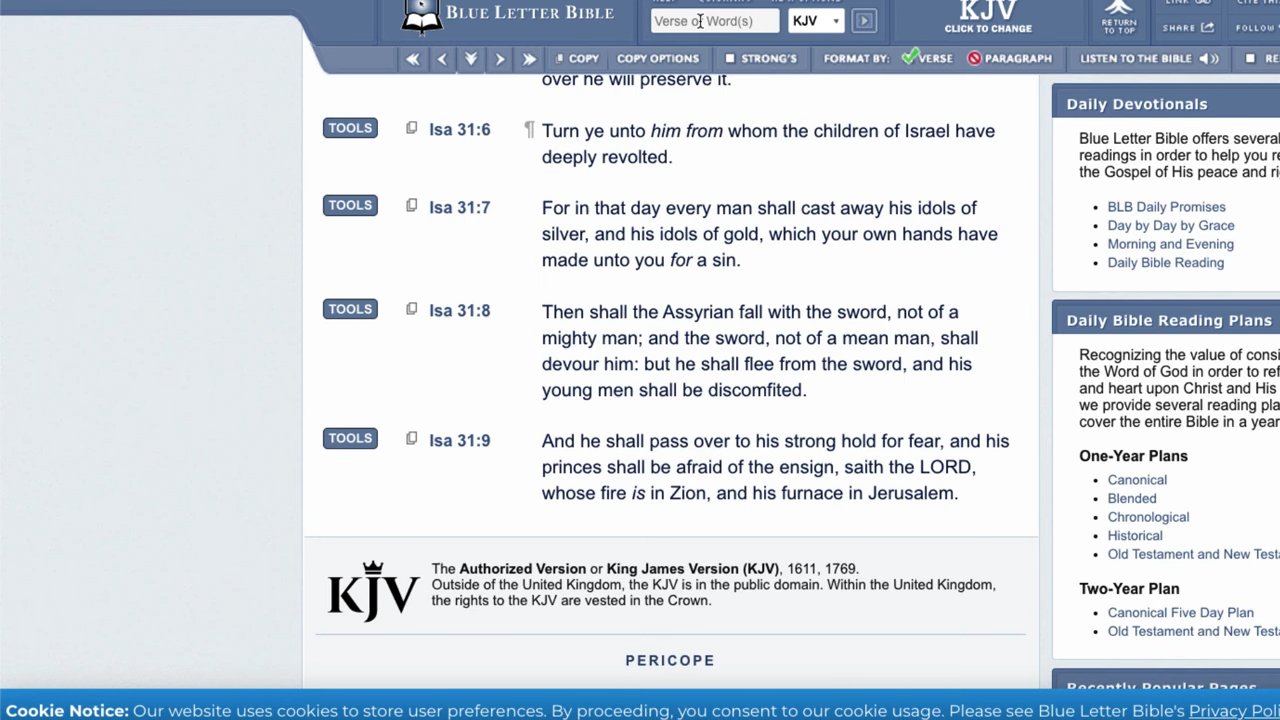 BLUE LETTER BIBLE
Verse or Word(s)
KJV
KJV
CLICK TO CHANGE
RETURN
TO TOP
SHARE
FOLLOW
COPY
COPY OPTIONS
STRONG'S
FORMAT BY:
VERSE
PARAGRAPH
LISTEN TO THE BIBLE
RE
over he will preserve it.
TOOLS Isa 31:6 ¶ Turn ye unto him from whom the children of Israel have
deeply revolted.
TOOLS Isa 31:7 For in that day every man shall cast away his idols of
silver, and his idols of gold, which your own hands have
made unto you for a sin.
TOOLS Isa 31:8 Then shall the Assyrian fall with the sword, not of a
mighty man; and the sword, not of a mean man, shall
devour him: but he shall flee from the sword, and his
young men shall be discomfited.
TOOLS Isa 31:9 And he shall pass over to his strong hold for fear, and his
princes shall be afraid of the ensign, saith the LORD,
whose fire is in Zion, and his furnace in Jerusalem.
KJV
The Authorized Version or King James Version (KJV), 1611, 1769.
Outside of the United Kingdom, the KJV is in the public domain. Within the United Kingdom,
the rights to the KJV are vested in the Crown.
PERICOPE
Daily Devotionals
Blue Letter Bible offers several
readings in order to help you re
the Gospel of His peace and ri
• BLB Daily Promises
• Day by Day by Grace
• Morning and Evening
• Daily Bible Reading
Daily Bible Reading Plans
Recognizing the value of consi
the Word of God in order to ref
and heart upon Christ and His
we provide several reading pla
cover the entire Bible in a year
One-Year Plans
• Canonical
• Blended
• Chronological
• Historical
• Old Testament and New Testa
Two-Year Plan
• Canonical Five Day Plan
• Old Testament and New Testa
Recently Popular Pages
Cookie Notice: Our website uses cookies to store user preferences. By proceeding, you consent to our cookie usage. Please see Blue Letter Bible's Privacy Poli